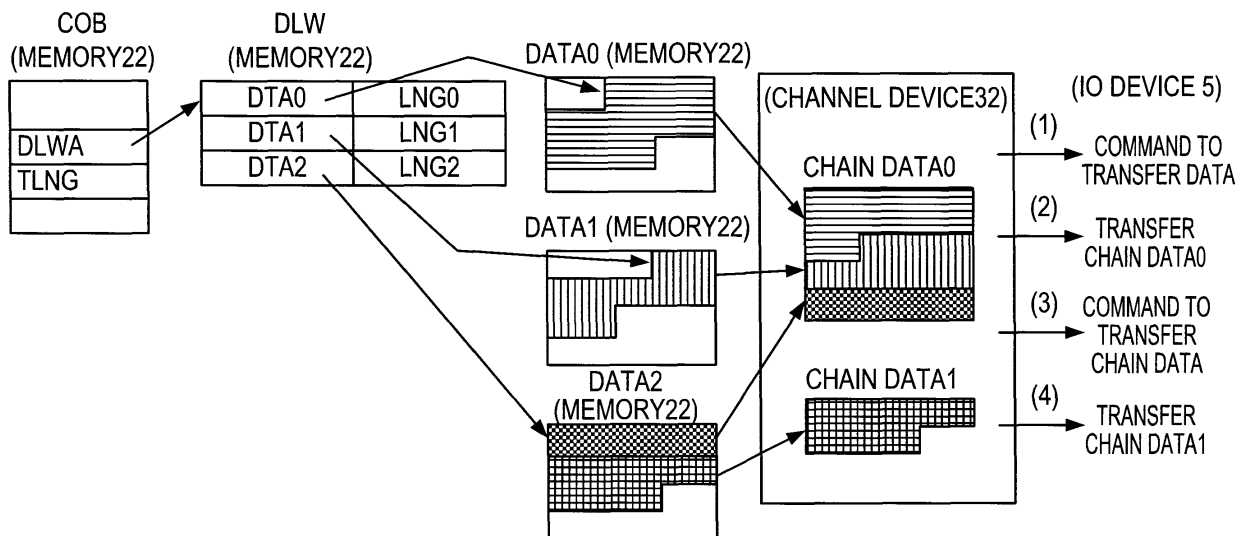 COB
(MEMORY22)
DLWA
TLNG
DLW
(MEMORY22)
DTA0
LNG0
DTA1
LNG1
DTA2
LNG2
DATA0 (MEMORY22)
DATA1 (MEMORY22)
DATA2
(MEMORY22)
(CHANNEL DEVICE32)
CHAIN DATA0
CHAIN DATA1
(IO DEVICE 5)
(1)
COMMAND TO
TRANSFER DATA
(2)
TRANSFER
CHAIN DATA0
(3)
COMMAND TO
TRANSFER
CHAIN DATA
(4)
TRANSFER
CHAIN DATA1